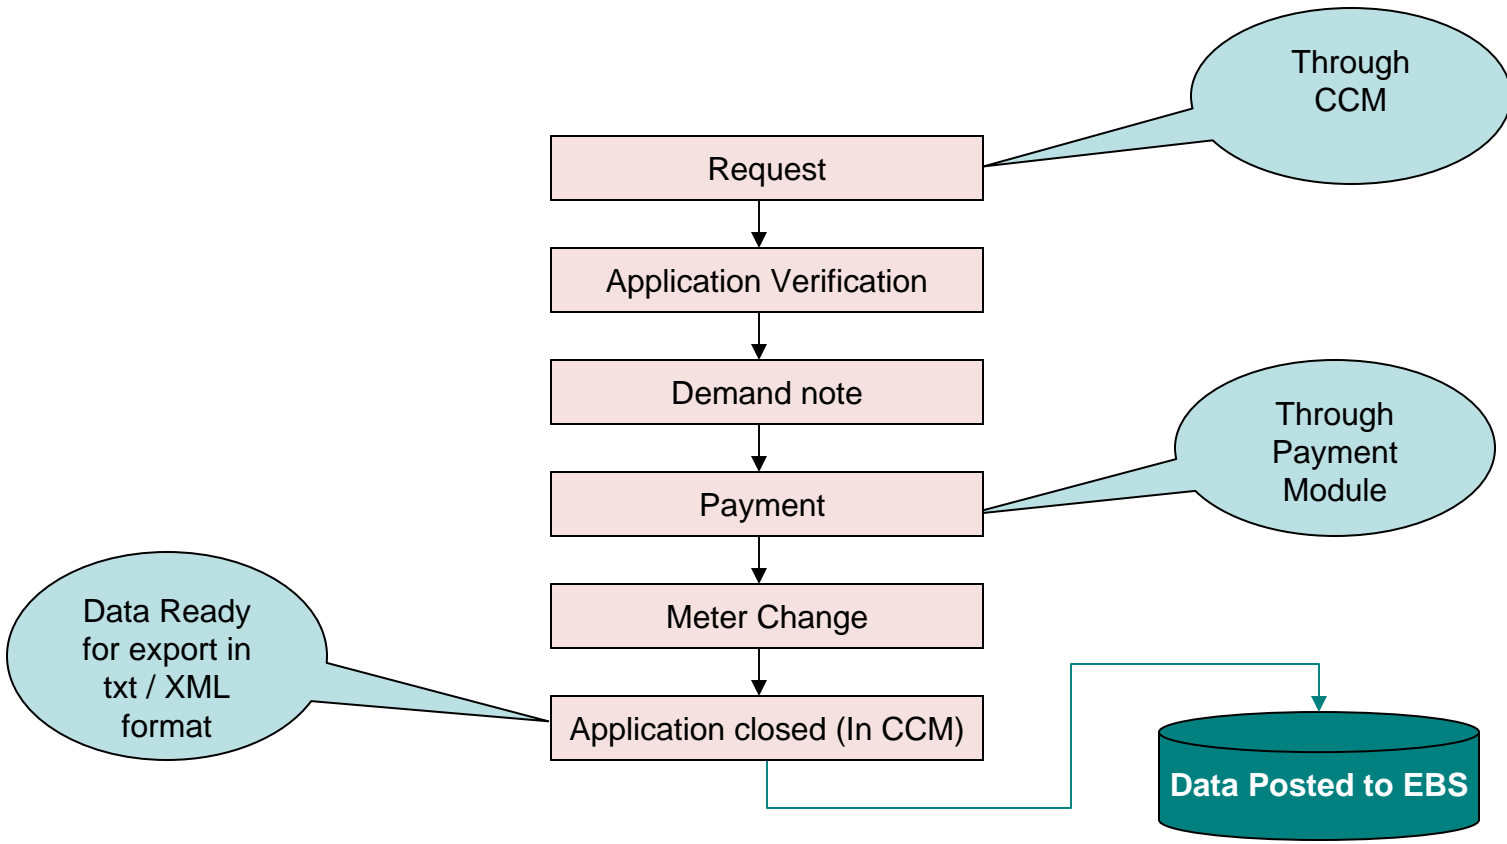 Through
CCM
Request
Application Verification
Demand note
Through
Payment
Module
Payment
Meter Change
Data Ready
for export in
txt / XML
format
Application closed (In CCM)
Data Posted to EBS